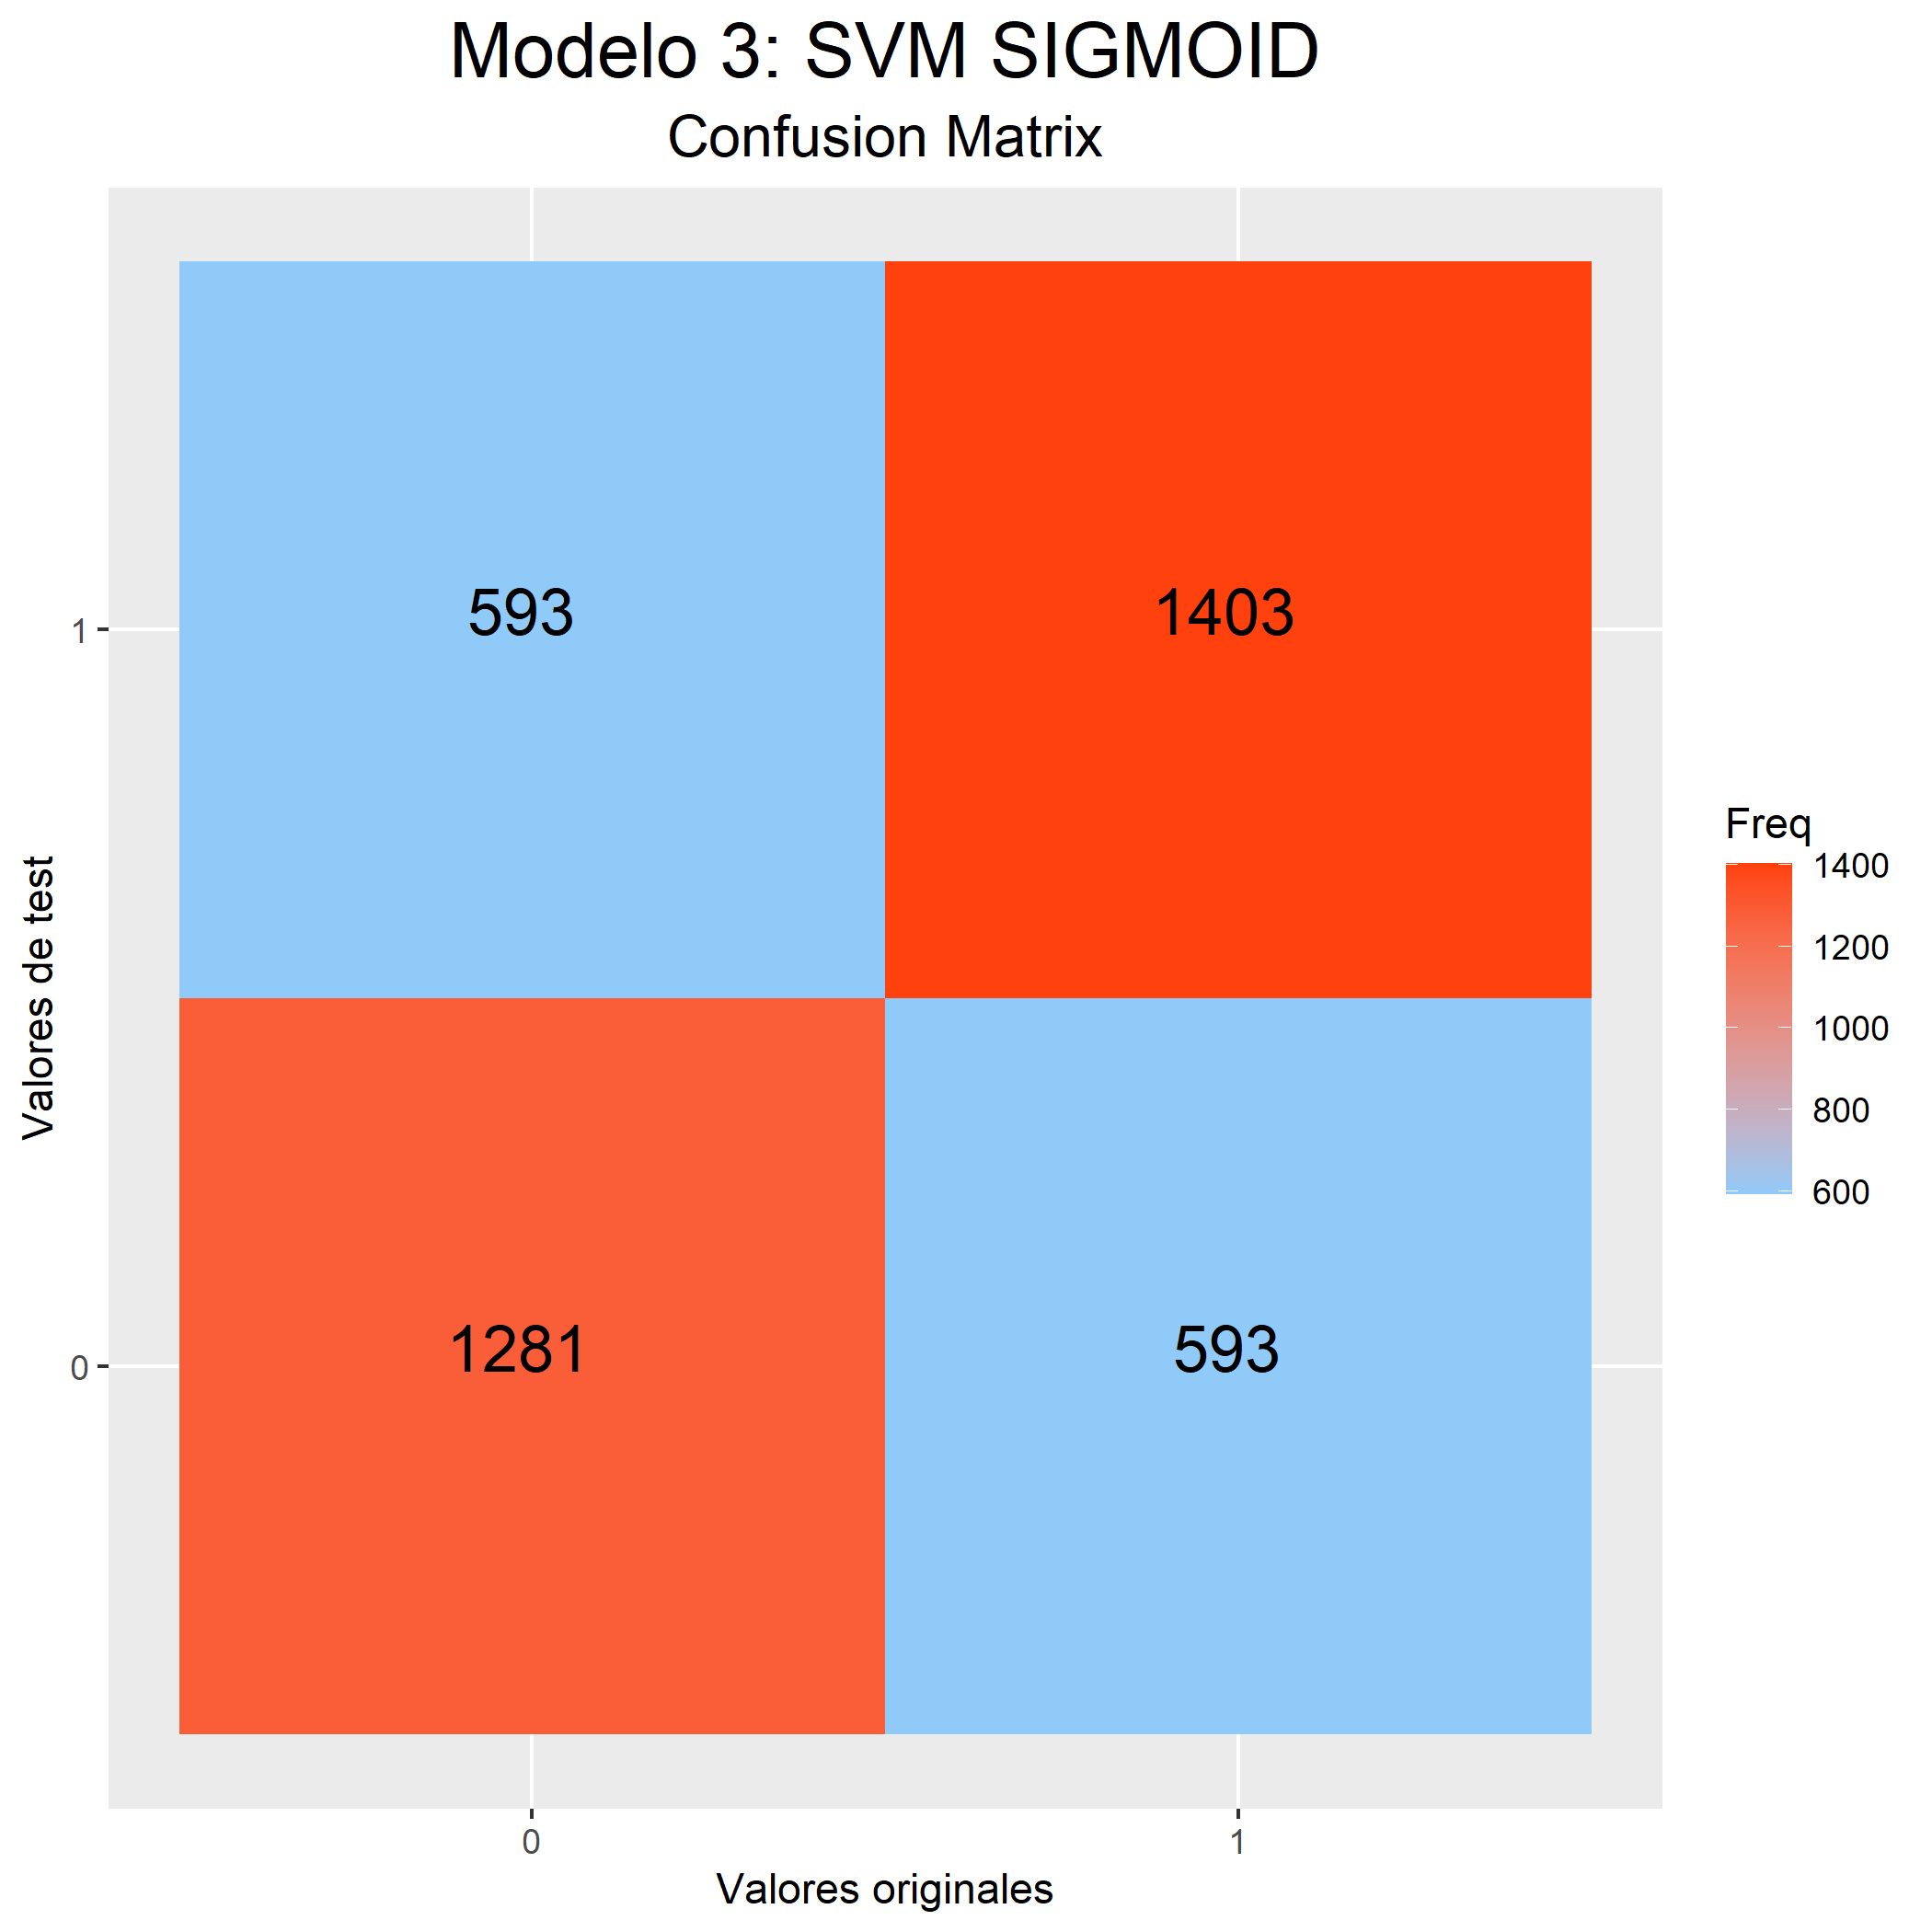 Modelo 3: SVM SIGMOID
Confusion Matrix
593
1403
1281
593
1
0
0
1
Valores de test
Valores originales
Freq
1400
1200
1000
800
600